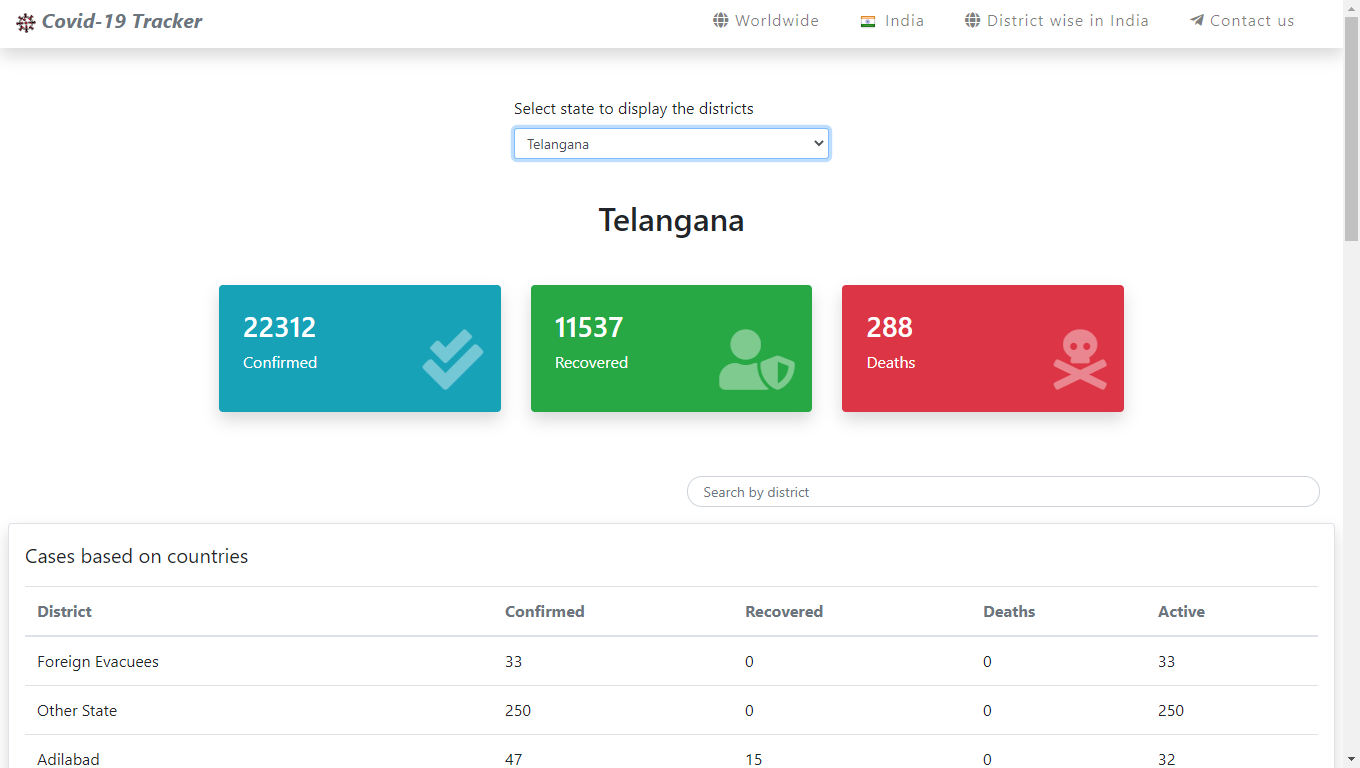 Covid-19 Tracker Worldwide India District wise in India Contact us
Select state to display the districts
Telangana
Telangana
22312 11537 288
Confirmed Recovered Deaths
Search by district
Cases based on countries
District Confirmed Recovered Deaths Active
Foreign Evacuees 33 0 0 33
Other State 250 0 0 250
Adilabad 47 15 0 32